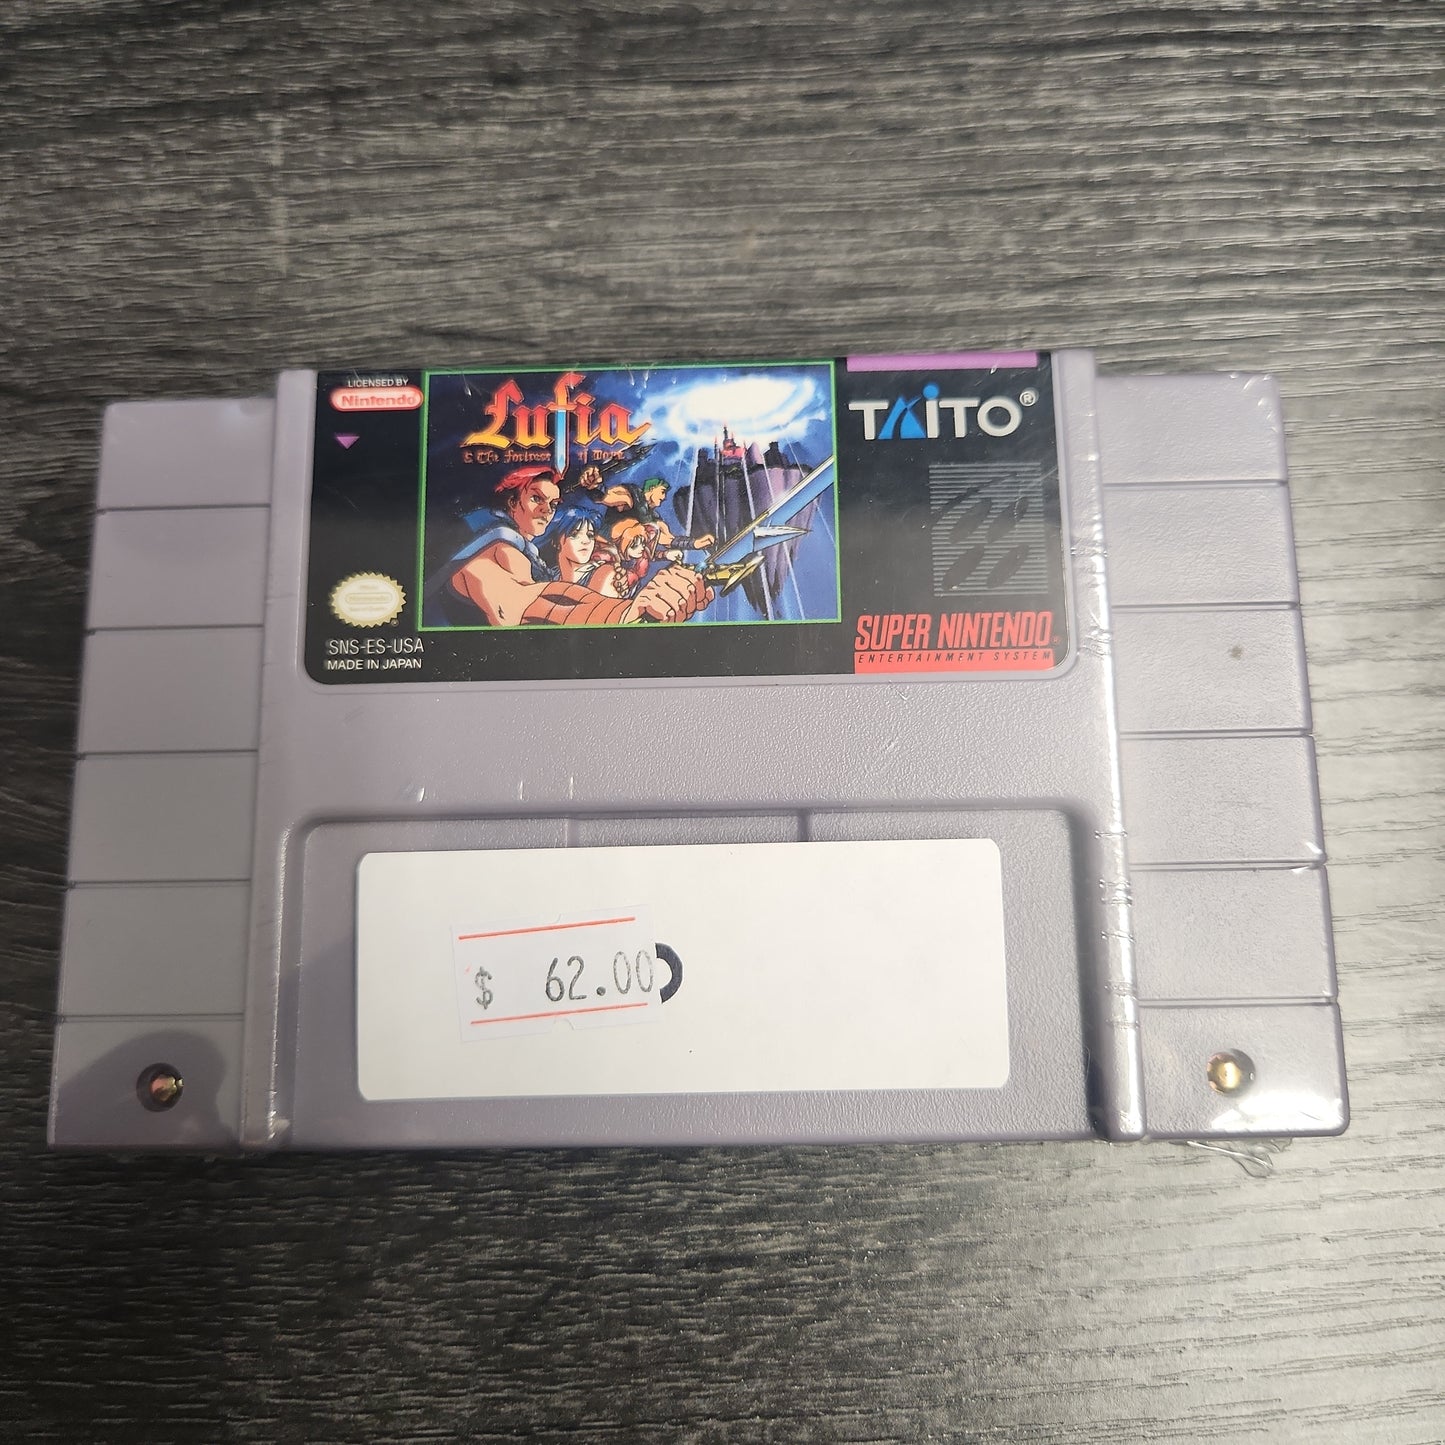 LICENSED BY
Nintendo
Lufia
& The Fortress of Doom
TAITO®
SNS-ES-USA
MADE IN JAPAN
SUPER NINTENDO®
ENTERTAINMENT SYSTEM
$ 62.00